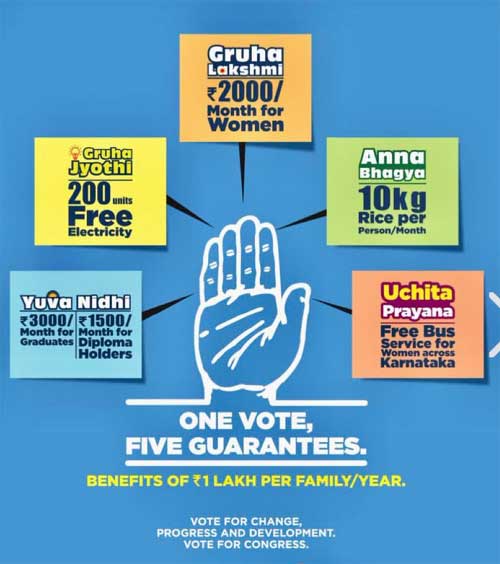 Gruha
Lakshmi
₹2000/
Month for
Women
Gruha
Jyothi
200 units
Free
Electricity
Anna
Bhagya
10kg
Rice per
Person/Month
Yuva Nidhi
₹3000/
Month for
Graduates
₹1500/
Month for
Diploma
Holders
Uchita
Prayana
Free Bus
Service for
Women across
Karnataka
ONE VOTE,
FIVE GUARANTEES.
BENEFITS OF ₹1 LAKH PER FAMILY/YEAR.
VOTE FOR CHANGE,
PROGRESS AND DEVELOPMENT.
VOTE FOR CONGRESS.